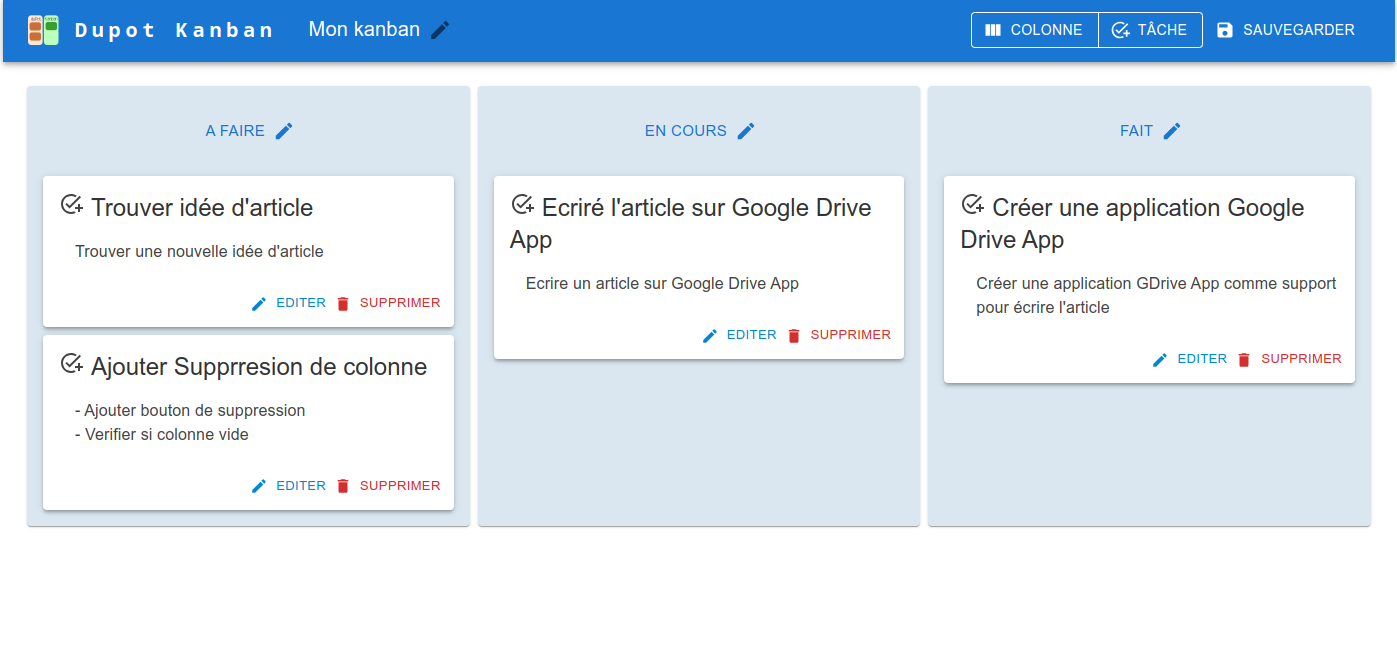 Dupot Kanban Mon kanban COLONNE TÂCHE SAUVEGARDER
A FAIRE
Trouver idée d'article
Trouver une nouvelle idée d'article
EDITER SUPPRIMER
Ajouter Supprresion de colonne
- Ajouter bouton de suppression
- Verifier si colonne vide
EDITER SUPPRIMER
EN COURS
Ecriré l'article sur Google Drive
App
Ecrire un article sur Google Drive App
EDITER SUPPRIMER
FAIT
Créer une application Google
Drive App
Créer une application GDrive App comme support
pour écrire l'article
EDITER SUPPRIMER